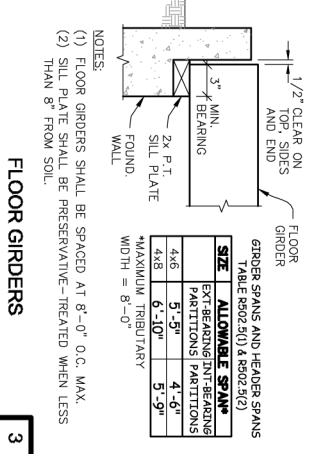 1/2" CLEAR ON
TOP, SIDES
AND END
FLOOR
GIRDER
3" MIN.
BEARING
2x P.T.
SILL PLATE
FOUND.
WALL
GIRDER SPANS AND HEADER SPANS
TABLE R502.5(1) & R502.5(2)
SIZE ALLOWABLE SPAN*
EXT-BEARING PARTITIONS INT-BEARING PARTITIONS
4x6 5'-5" 4'-6"
4x8 6'-10" 5'-9"
*MAXIMUM TRIBUTARY
WIDTH = 8'-0"
NOTES:
(1) FLOOR GIRDERS SHALL BE SPACED AT 8'-0" O.C. MAX.
(2) SILL PLATE SHALL BE PRESERVATIVE-TREATED WHEN LESS
THAN 8" FROM SOIL.
FLOOR GIRDERS
3